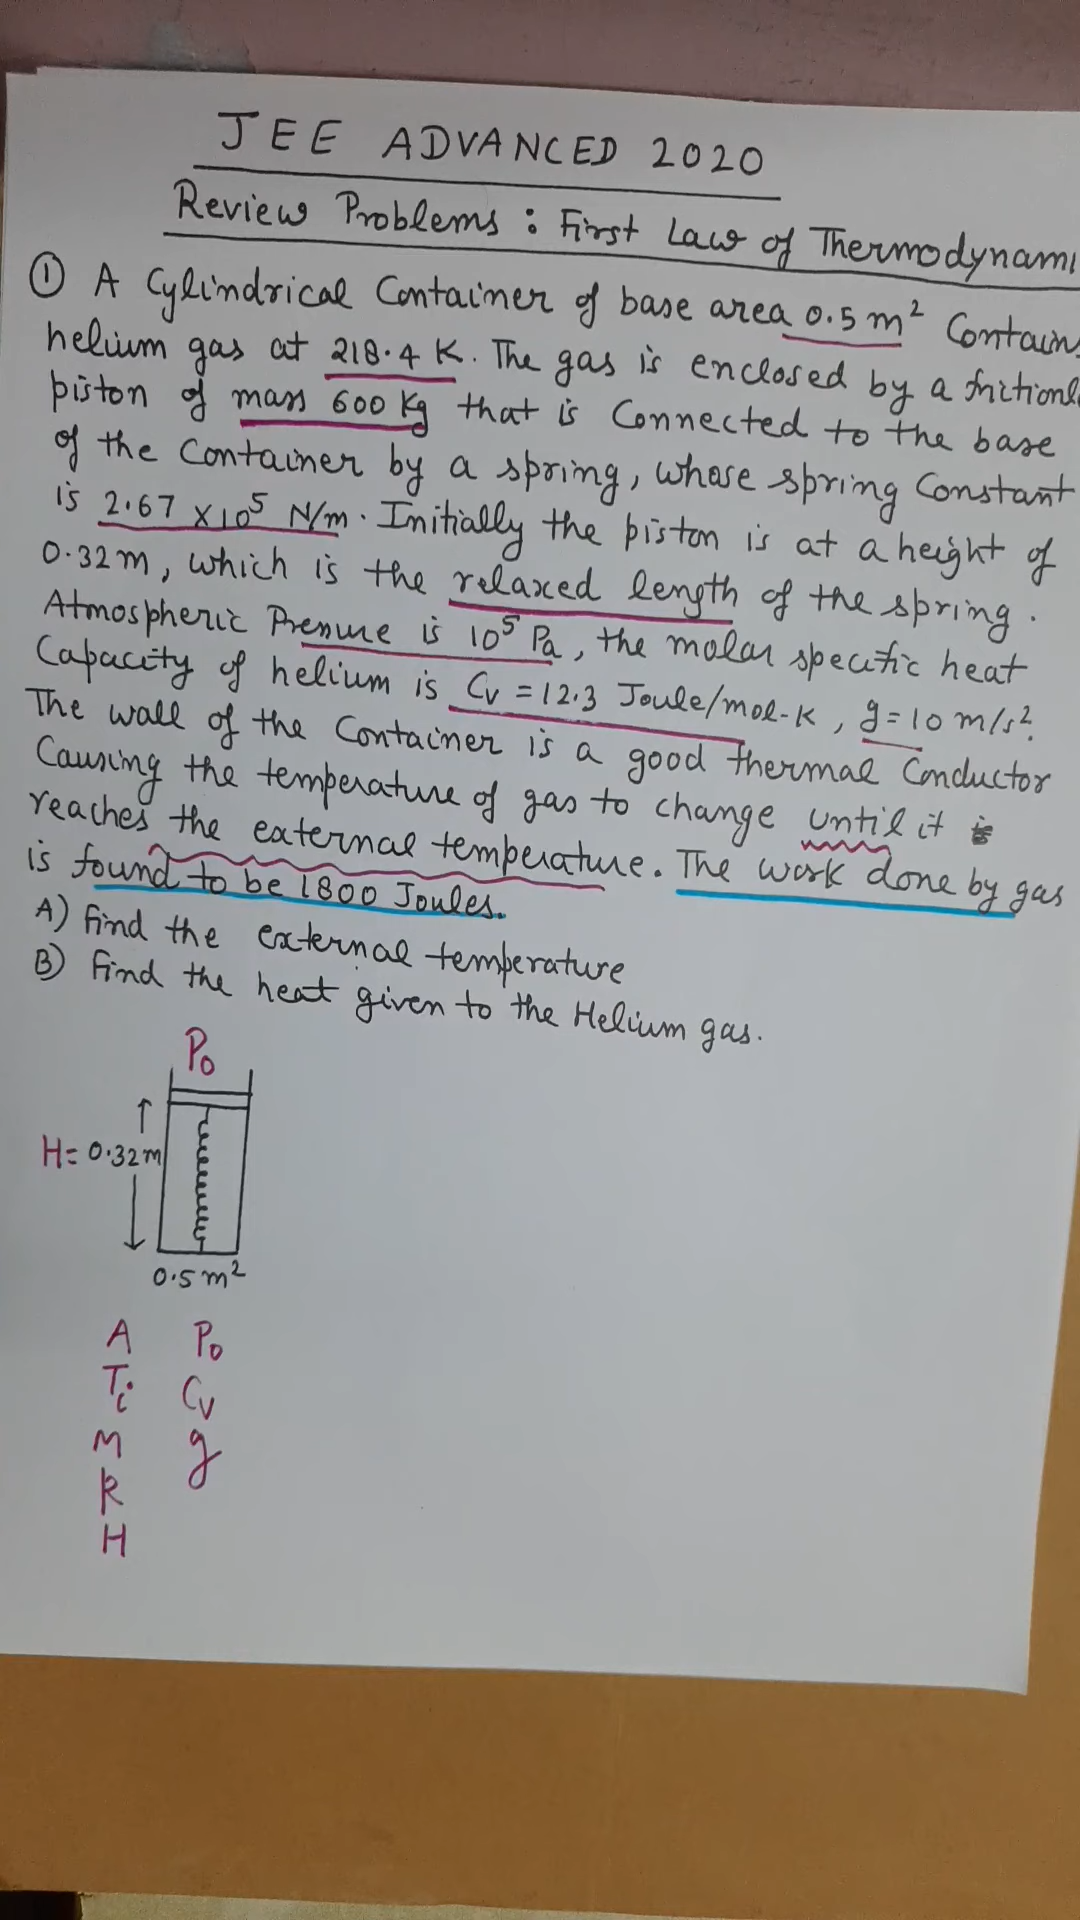 JEE ADVANCED 2020
Review Problems : First Law of Thermodynami
① A Cylindrical Container of base area 0.5 m² Contain
helium gas at 218.4 K. The gas is enclosed by a frictionl
piston of mass 600 Kg that is Connected to the base
of the Container by a spring, whose spring Constant
is 2.67 x10⁵ N/m. Initially the piston is at a height of
0.32m, which is the relaxed length of the spring.
Atmospheric Pressure is 10⁵ Pa, the molar specific heat
Capacity of helium is Cv = 12.3 Joule/mol-K, g = 10 m/s².
The wall of the Container is a good thermal Conductor
Causing the temperature of gas to change until it is
reaches the external temperature. The work done by gas
is found to be 1800 Joules.
A) find the external temperature
B) Find the heat given to the Helium gas.
P₀
H= 0.32m
0.5 m²
A P₀
Ti Cv
M g
K
H